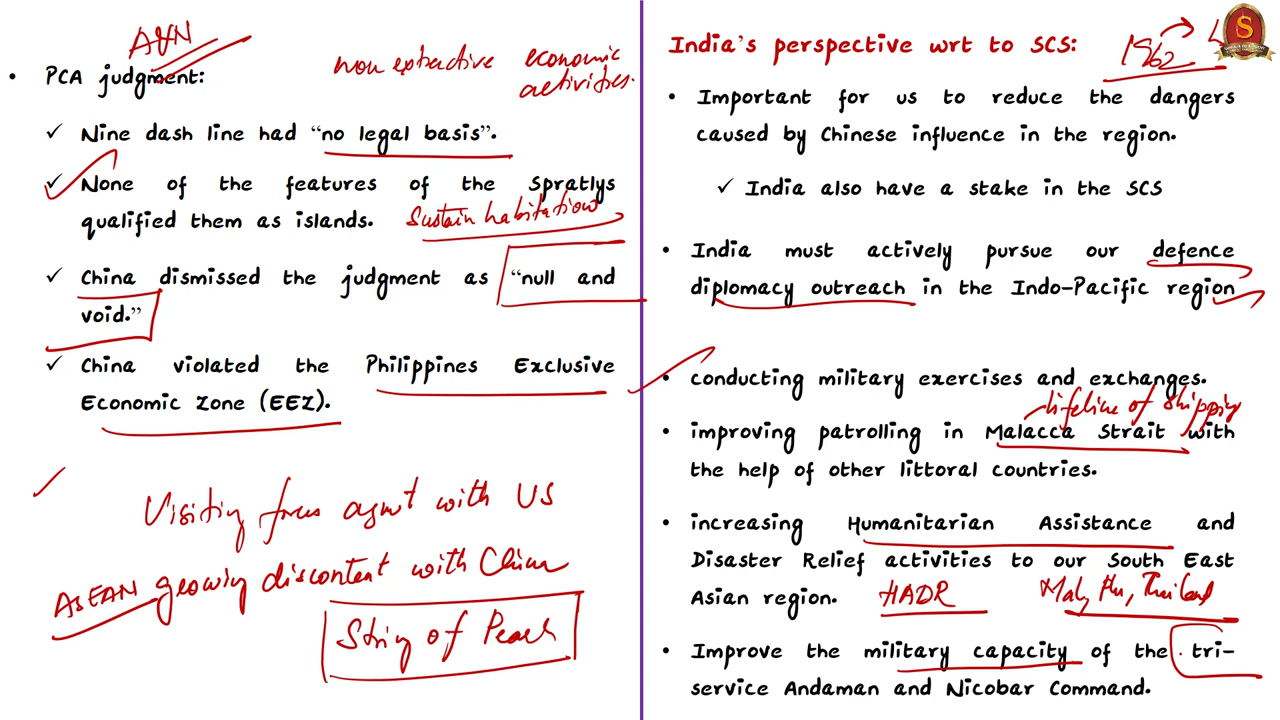 • PCA judgment:
non extractive economic
activities.
✓ Nine dash line had “no legal basis”.
✓ None of the features of the Spratlys
qualified them as islands.
Sustain habitation
✓ China dismissed the judgment as “null and
void.”
✓ China violated the Philippines Exclusive
Economic Zone (EEZ).
Visiting forces agmt with US
ASEAN growing discontent with China
String of Pearls
India's perspective wrt to SCS:
1962
• Important for us to reduce the dangers
caused by Chinese influence in the region.
✓ India also have a stake in the SCS
• India must actively pursue our defence
diplomacy outreach in the Indo-Pacific region
• conducting military exercises and exchanges.
lifeline of shipping
• improving patrolling in Malacca Strait with
the help of other littoral countries.
• increasing Humanitarian Assistance and
Disaster Relief activities to our South East
Asian region.
HADR
Thailand
• Improve the military capacity of the tri-
service Andaman and Nicobar Command.
S